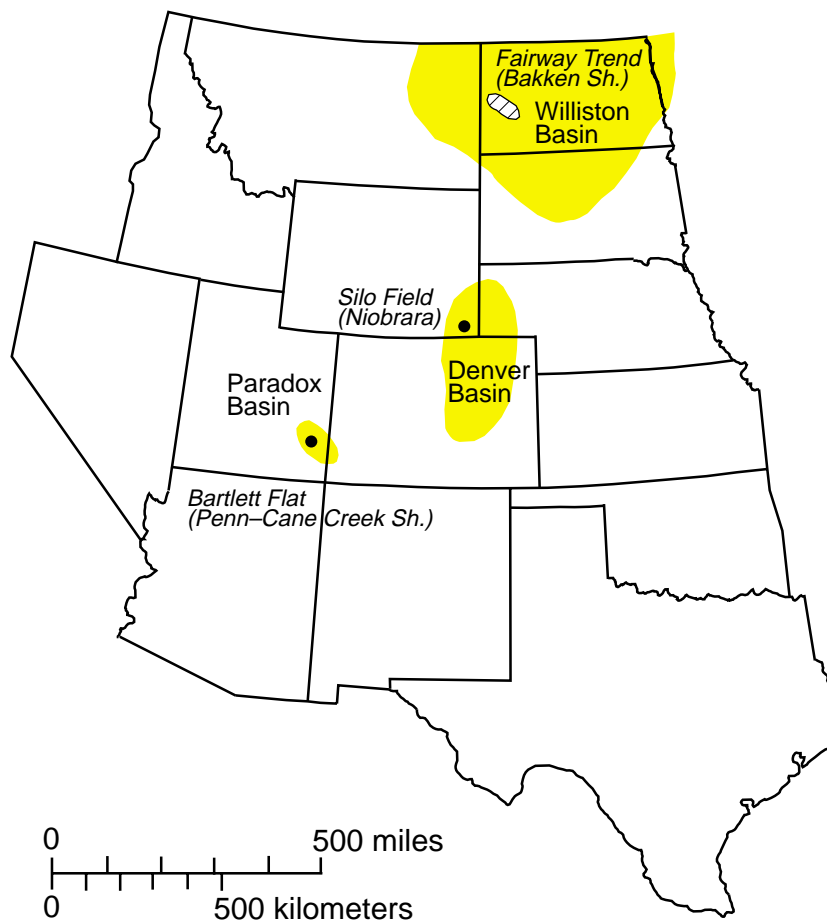 Fairway Trend
(Bakken Sh.)
Williston
Basin
Silo Field
(Niobrara)
Denver
Basin
Paradox
Basin
Bartlett Flat
(Penn–Cane Creek Sh.)
0 500 miles
0 500 kilometers